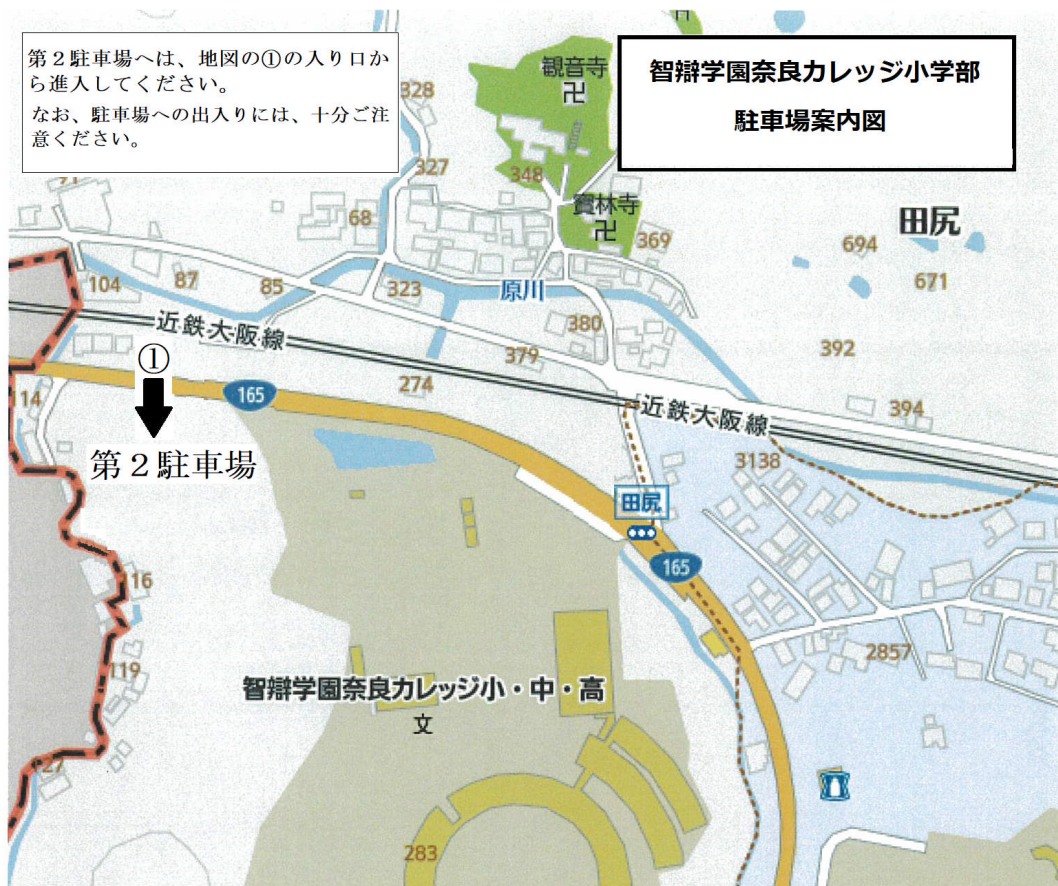 第２駐車場へは、地図の①の入り口か
ら進入してください。
なお、駐車場への出入りには、十分ご注
意ください。
智辯学園奈良カレッジ小学部
駐車場案内図
観音寺
328
327
348
68
寳林寺
369
田尻
694
671
104
87
85
323
原川
380
392
近鉄大阪線
379
①
274
165
394
114
近鉄大阪線
第２駐車場
3138
田尻
165
116
119
2857
智辯学園奈良カレッジ小・中・高
文
27
283